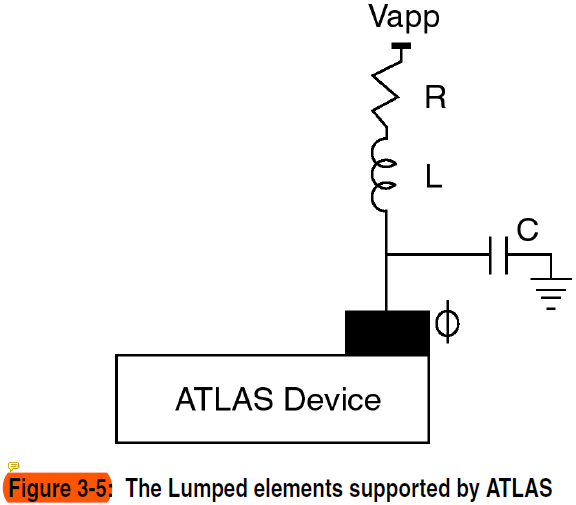 Vapp
R
L
C
ϕ
ATLAS Device
Figure 3-5: The Lumped elements supported by ATLAS